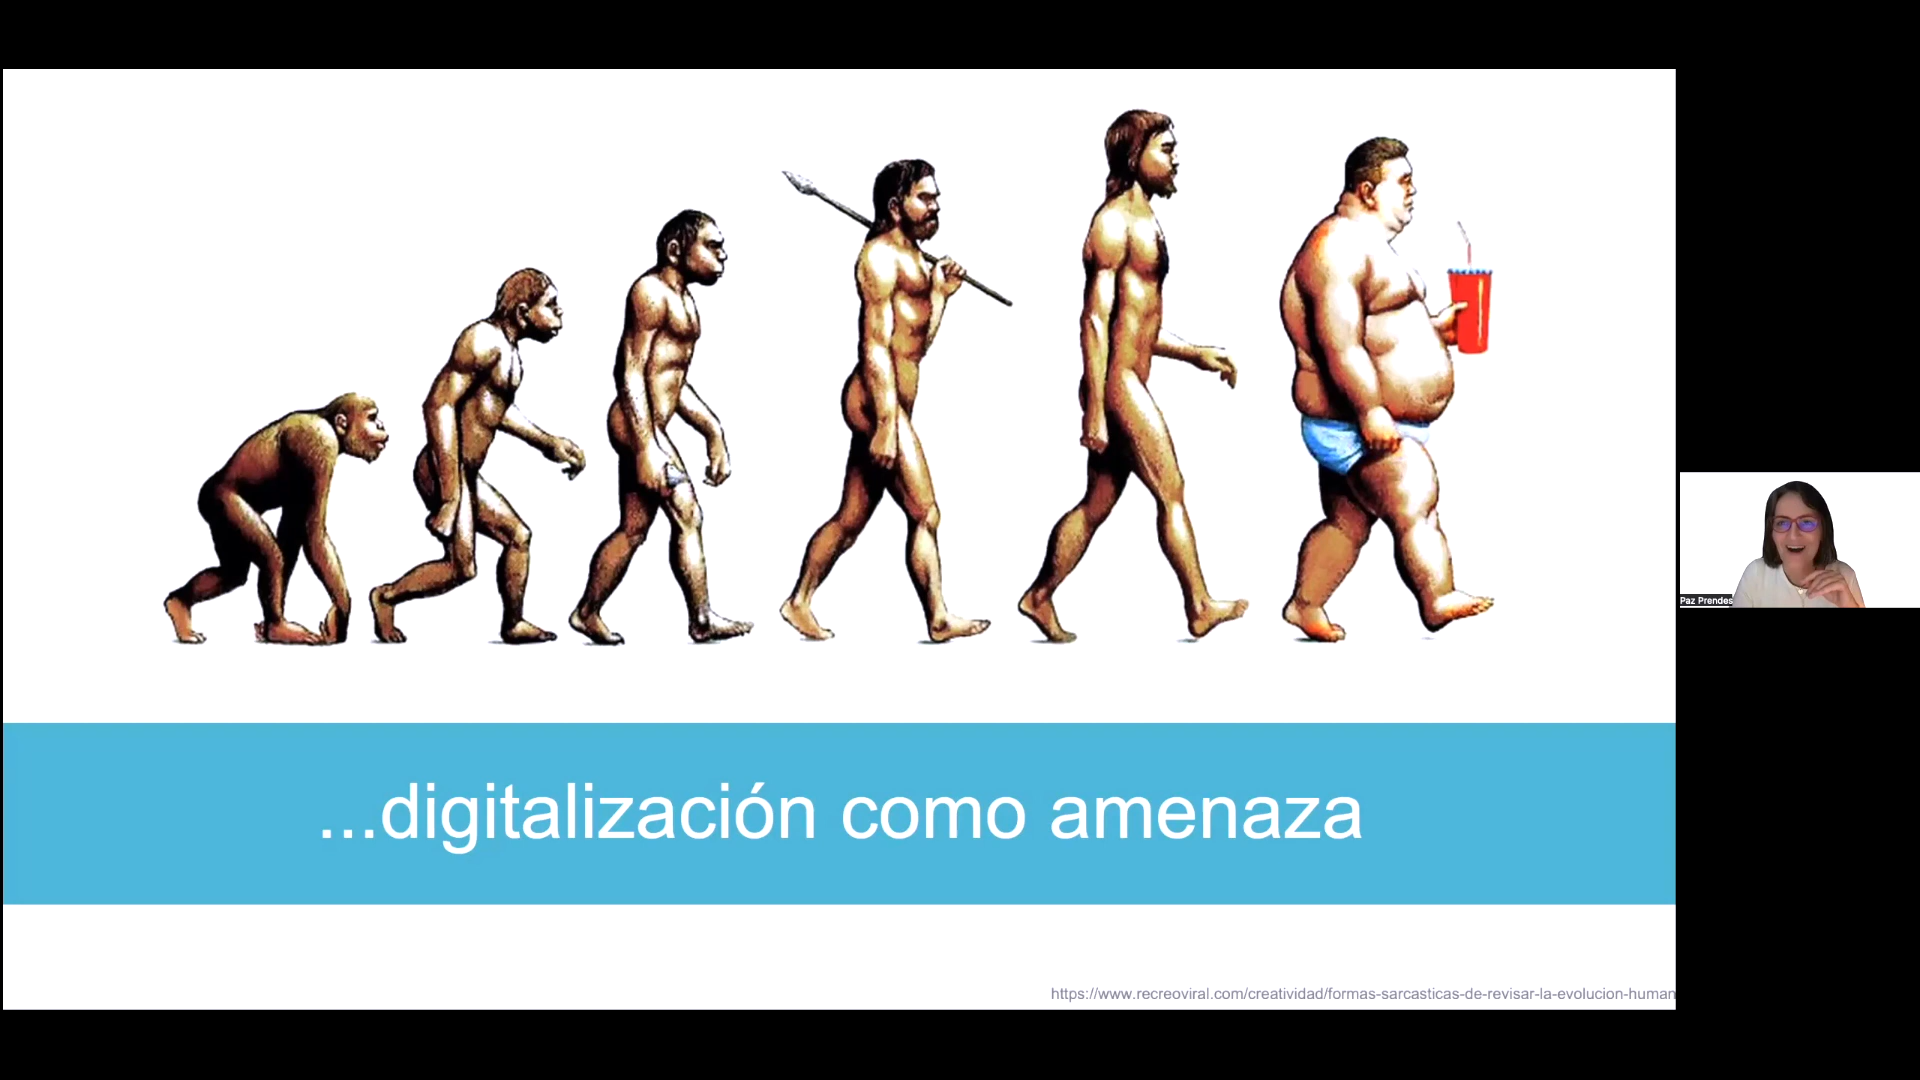 ...digitalización como amenaza
Paz Prendes
https://www.recreoviral.com/creatividad/formas-sarcasticas-de-revisar-la-evolucion-human